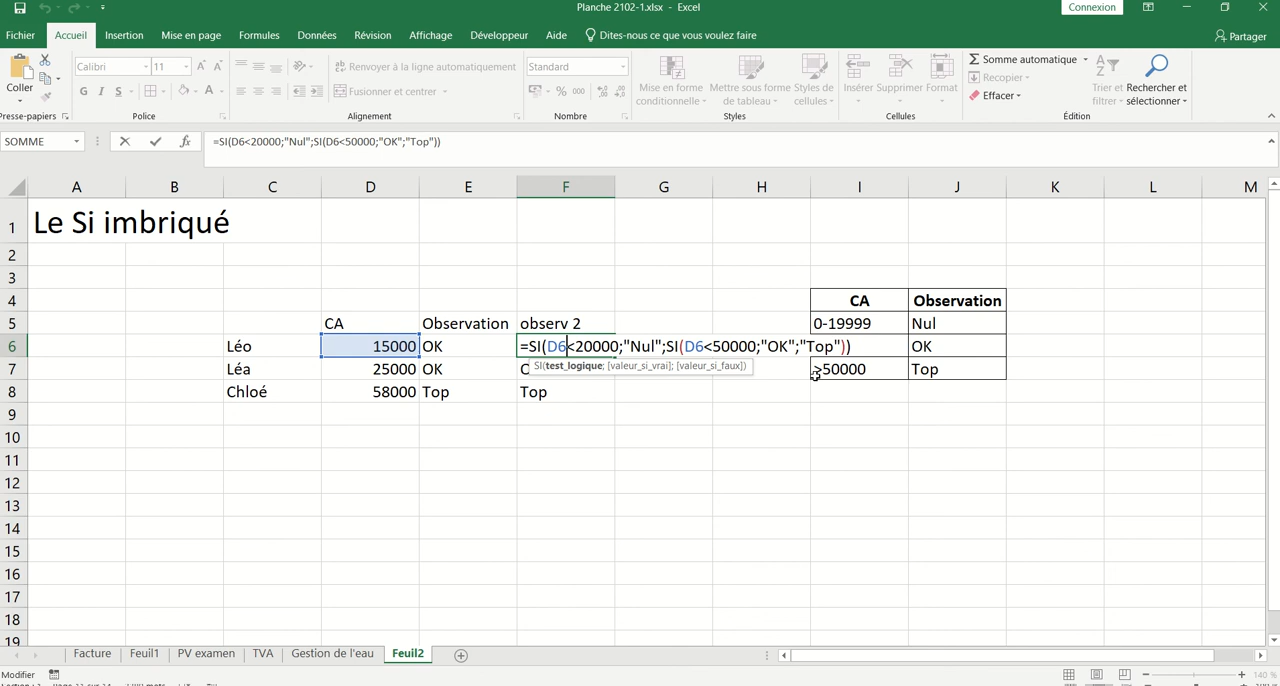 Planche 2102-1.xlsx - Excel
Connexion
Fichier Accueil Insertion Mise en page Formules Données Révision Affichage Développeur Aide Dites-nous ce que vous voulez faire Partager
Coller
Calibri 11
G I S
A A
A
Renvoyer à la ligne automatiquement
Fusionner et centrer
Standard
% 000
Mise en forme conditionnelle
Mettre sous forme de tableau
Styles de cellules
Insérer Supprimer Format
Somme automatique
Recopier
Effacer
Trier et filtrer
Rechercher et sélectionner
Presse-papiers Police Alignement Nombre Styles Cellules Édition
SOMME fx =SI(D6<20000;"Nul";SI(D6<50000;"OK";"Top"))
A B C D E F G H I J K L M
1 Le Si imbriqué
2
3
4 CA Observation
5 CA Observation observ 2 0-19999 Nul
6 Léo 15000 OK =SI(D6<20000;"Nul";SI(D6<50000;"OK";"Top")) OK
SI(test_logique; [valeur_si_vrai]; [valeur_si_faux])
7 Léa 25000 OK >50000 Top
8 Chloé 58000 Top Top
9
10
11
12
13
14
15
16
17
18
19
Facture Feuil1 PV examen TVA Gestion de l'eau Feuil2
Modifier 140 %